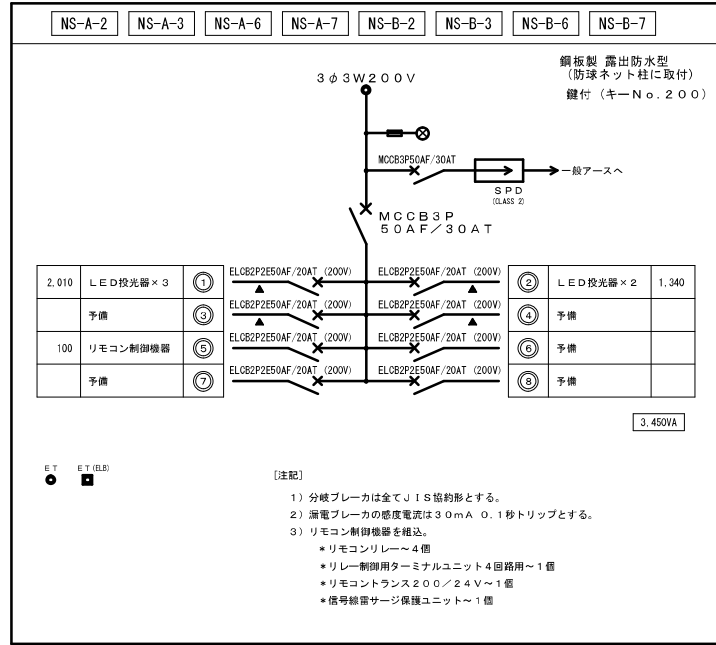 NS-A-2 NS-A-3 NS-A-6 NS-A-7 NS-B-2 NS-B-3 NS-B-6 NS-B-7
鋼板製 露出防水型
(防球ネット柱に取付)
鍵付 (キーNo.200)
3φ3W200V
MCCB3P50AF/30AT
一般アースへ
SPD
(CLASS 2)
MCCB3P
50AF/30AT
2,010 LED投光器×3 1 ELCB2P2E50AF/20AT (200V) ELCB2P2E50AF/20AT (200V) 2 LED投光器×2 1,340
予備 3 ELCB2P2E50AF/20AT (200V) ELCB2P2E50AF/20AT (200V) 4 予備
100 リモコン制御機器 5 ELCB2P2E50AF/20AT (200V) ELCB2P2E50AF/20AT (200V) 6 予備
予備 7 ELCB2P2E50AF/20AT (200V) ELCB2P2E50AF/20AT (200V) 8 予備
3,450VA
ET ET(ELB)
[注記]
1) 分岐ブレーカは全てJIS協約形とする。
2) 漏電ブレーカの感度電流は30mA 0.1秒トリップとする。
3) リモコン制御機器を組込。
*リモコンリレー～4個
*リレー制御用ターミナルユニット4回路用～1個
*リモコントランス200/24V～1個
*信号線雷サージ保護ユニット～1個